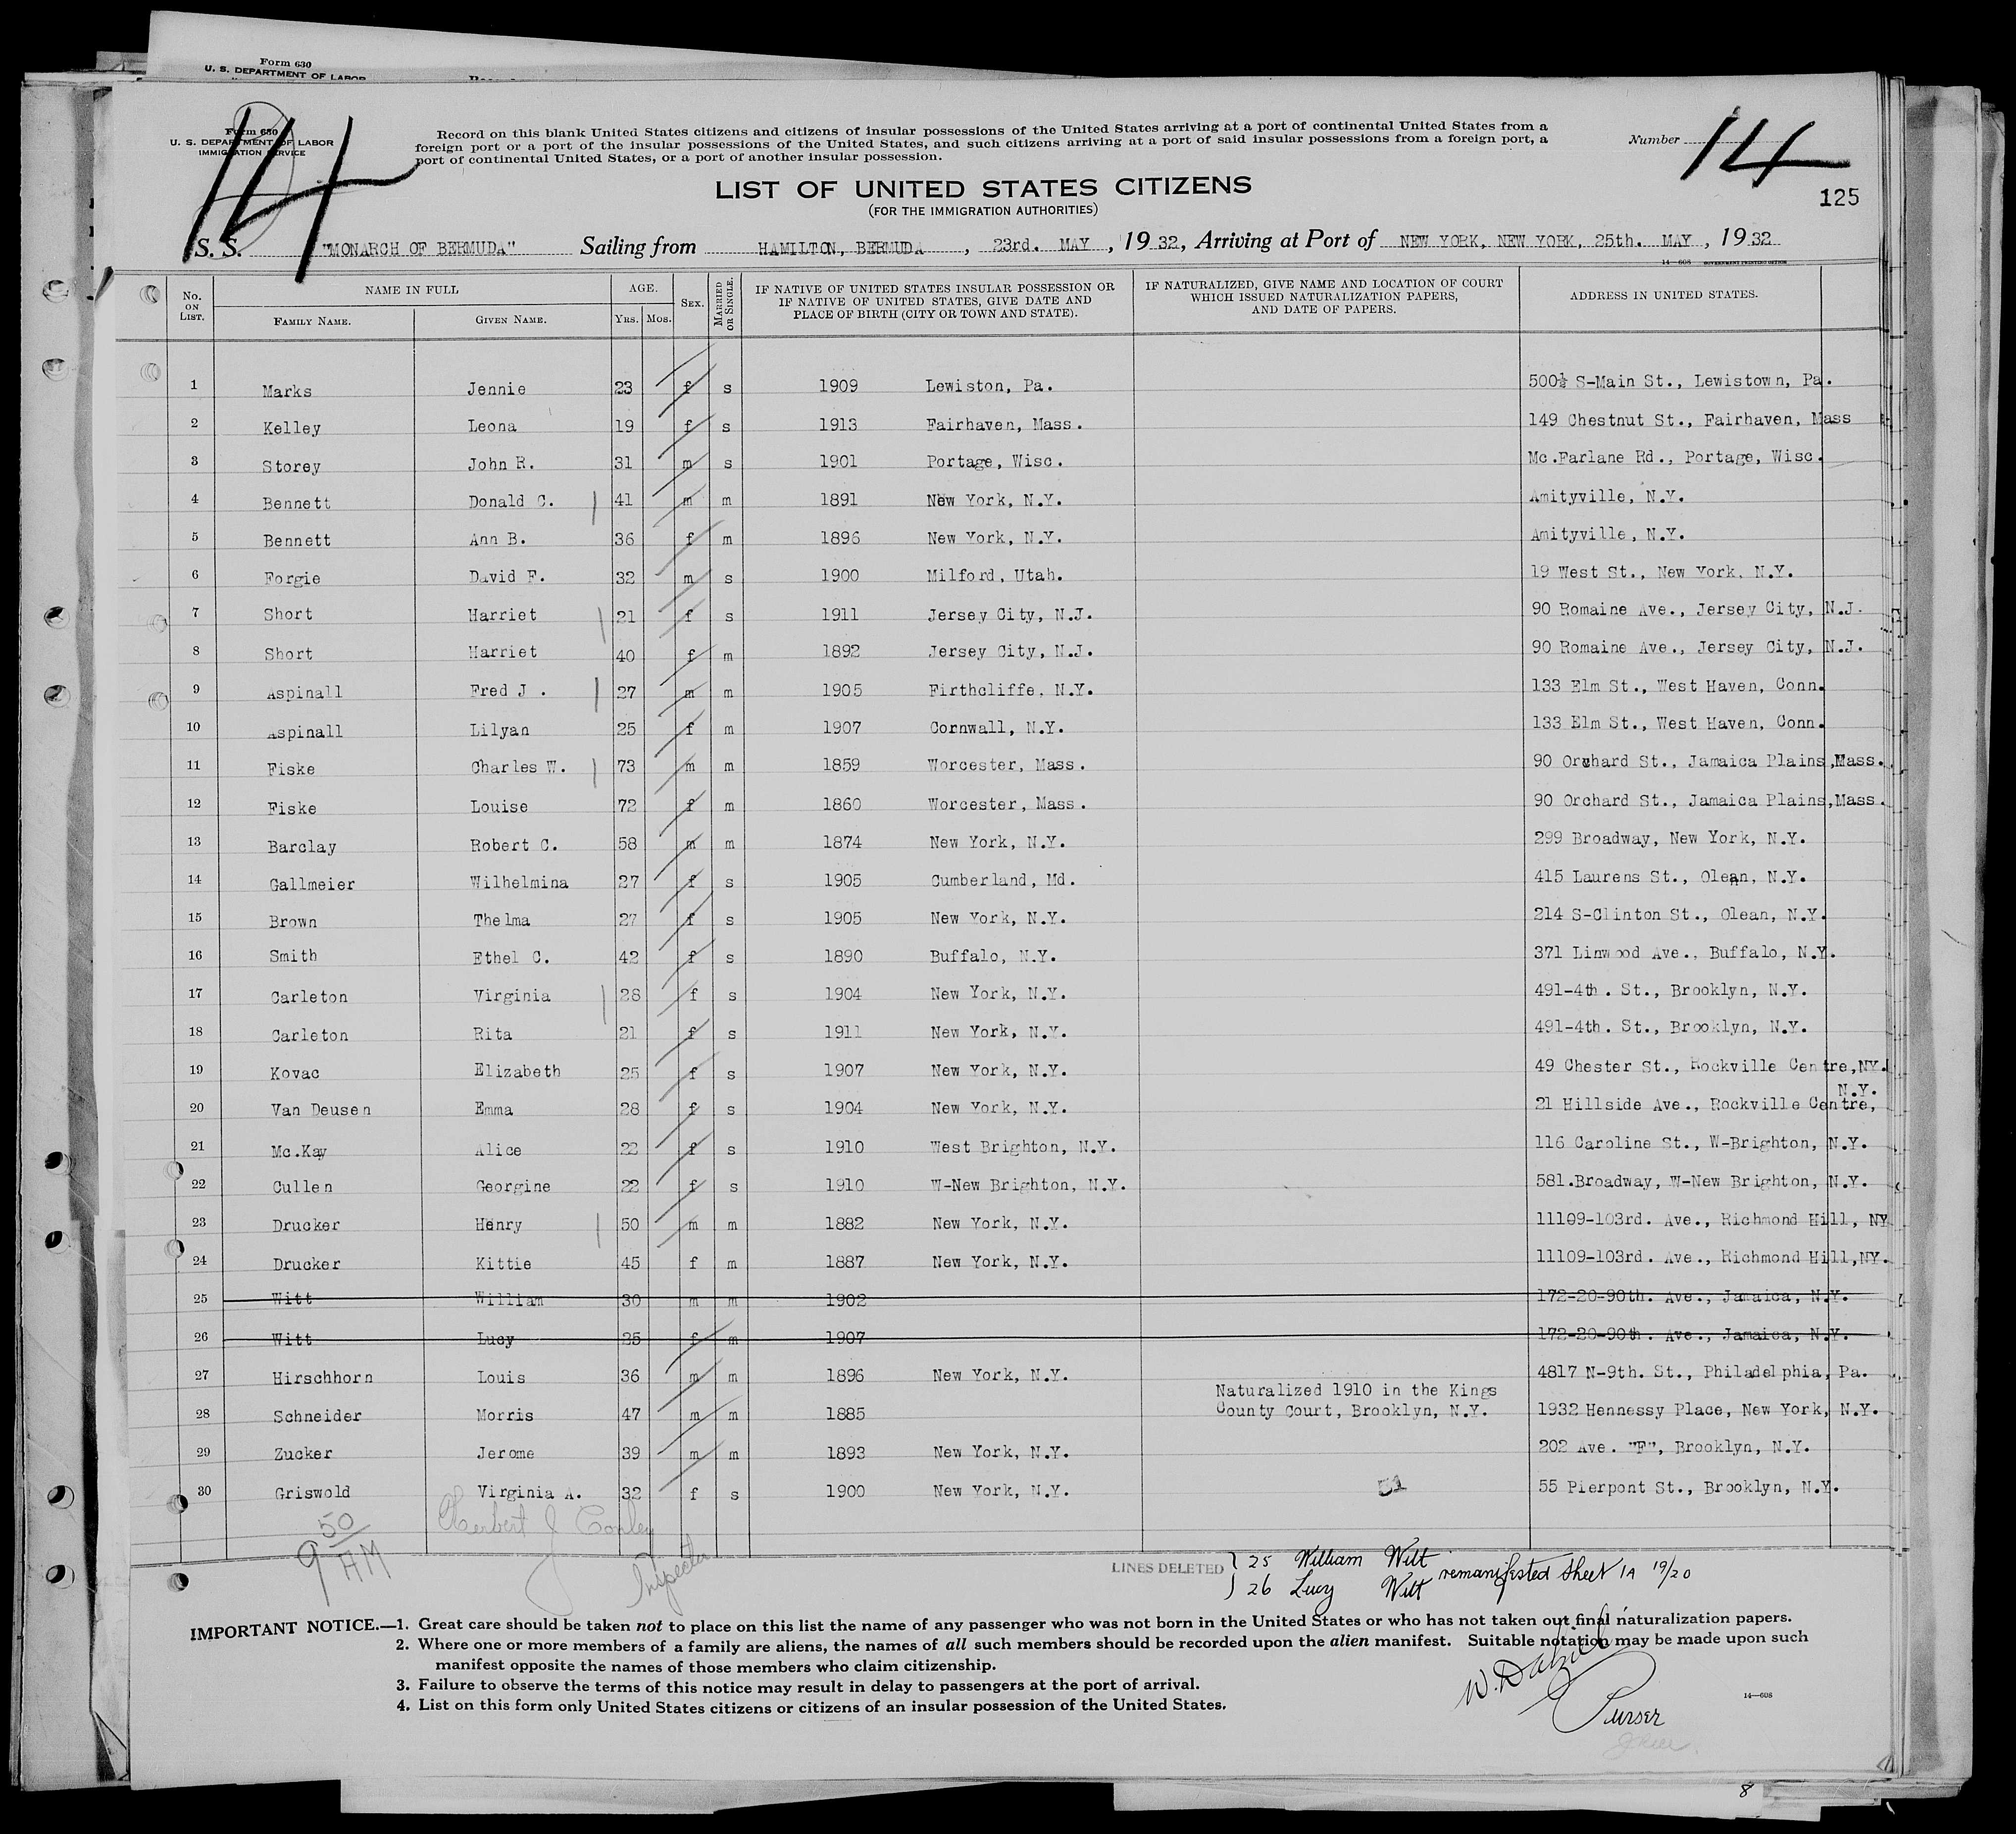 Form 630
U. S. DEPARTMENT OF LABOR
Form 630
U. S. DEPARTMENT OF LABOR
IMMIGRATION SERVICE
14
Record on this blank United States citizens and citizens of insular possessions of the United States arriving at a port of continental United States from a
foreign port or a port of the insular possessions of the United States, and such citizens arriving at a port of said insular possessions from a foreign port, a
port of continental United States, or a port of another insular possession.
Number 14
LIST OF UNITED STATES CITIZENS
(FOR THE IMMIGRATION AUTHORITIES)
125
S. S. "MONARCH OF BERMUDA" Sailing from HAMILTON, BERMUDA, 23rd. MAY, 1932, Arriving at Port of NEW YORK, NEW YORK, 25th. MAY, 1932
14—608 GOVERNMENT PRINTING OFFICE
No. ON LIST. NAME IN FULL FAMILY NAME. GIVEN NAME. AGE. YRS. MOS. SEX. MARRIED OR SINGLE. IF NATIVE OF UNITED STATES INSULAR POSSESSION OR IF NATIVE OF UNITED STATES, GIVE DATE AND PLACE OF BIRTH (CITY OR TOWN AND STATE). IF NATURALIZED, GIVE NAME AND LOCATION OF COURT WHICH ISSUED NATURALIZATION PAPERS, AND DATE OF PAPERS. ADDRESS IN UNITED STATES.
1 Marks Jennie 23 f s 1909 Lewiston, Pa. 500½ S-Main St., Lewistown, Pa.
2 Kelley Leona 19 f s 1913 Fairhaven, Mass. 149 Chestnut St., Fairhaven, Mass
3 Storey John R. 31 m s 1901 Portage, Wisc. Mc.Farlane Rd., Portage, Wisc.
4 Bennett Donald C. 41 m m 1891 New York, N.Y. Amityville, N.Y.
5 Bennett Ann B. 36 f m 1896 New York, N.Y. Amityville, N.Y.
6 Forgie David F. 32 m s 1900 Milford, Utah. 19 West St., New York, N.Y.
7 Short Harriet 21 f s 1911 Jersey City, N.J. 90 Romaine Ave., Jersey City, N.J.
8 Short Harriet 40 f m 1892 Jersey City, N.J. 90 Romaine Ave., Jersey City, N.J.
9 Aspinall Fred J . 27 m m 1905 Firthcliffe, N.Y. 133 Elm St., West Haven, Conn.
10 Aspinall Lilyan 25 f m 1907 Cornwall, N.Y. 133 Elm St., West Haven, Conn.
11 Fiske Charles W. 73 m m 1859 Worcester, Mass. 90 Orchard St., Jamaica Plains,Mass.
12 Fiske Louise 72 f m 1860 Worcester, Mass. 90 Orchard St., Jamaica Plains,Mass.
13 Barclay Robert C. 58 m m 1874 New York, N.Y. 299 Broadway, New York, N.Y.
14 Gallmeier Wilhelmina 27 f s 1905 Cumberland, Md. 415 Laurens St., Olean, N.Y.
15 Brown Thelma 27 f s 1905 New York, N.Y. 214 S-Clinton St., Olean, N.Y.
16 Smith Ethel C. 42 f s 1890 Buffalo, N.Y. 371 Linwood Ave., Buffalo, N.Y.
17 Carleton Virginia 28 f s 1904 New York, N.Y. 491-4th. St., Brooklyn, N.Y.
18 Carleton Rita 21 f s 1911 New York, N.Y. 491-4th. St., Brooklyn, N.Y.
19 Kovac Elizabeth 25 f s 1907 New York, N.Y. 49 Chester St., Rockville Centre,NY.
20 Van Deusen Emma 28 f s 1904 New York, N.Y. 21 Hillside Ave., Rockville Centre, N.Y.
21 Mc.Kay Alice 22 f s 1910 West Brighton, N.Y. 116 Caroline St., W-Brighton, N.Y.
22 Cullen Georgine 22 f s 1910 W-New Brighton, N.Y. 581.Broadway, W-New Brighton, N.Y.
23 Drucker Henry 50 m m 1882 New York, N.Y. 11109-103rd. Ave., Richmond Hill, NY
24 Drucker Kittie 45 f m 1887 New York, N.Y. 11109-103rd. Ave., Richmond Hill,NY.
25 Witt William 30 m m 1902 172-20-90th. Ave., Jamaica, N.Y.
26 Witt Lucy 25 f m 1907 172-20-90th. Ave., Jamaica, N.Y.
27 Hirschhorn Louis 36 m m 1896 New York, N.Y. 4817 N-9th. St., Philadelphia, Pa.
28 Schneider Morris 47 m m 1885 Naturalized 1910 in the Kings County Court, Brooklyn, N.Y. 1932 Hennessy Place, New York, N.Y.
29 Zucker Jerome 39 m m 1893 New York, N.Y. 202 Ave. "F", Brooklyn, N.Y.
30 Griswold Virginia A. 32 f s 1900 New York, N.Y. 55 Pierpont St., Brooklyn, N.Y.
9 50 AM
Herbert J Conley
Inspector
LINES DELETED } 25 William Witt
26 Lucy Witt remanifested sheet 1A 19/20
IMPORTANT NOTICE.—1. Great care should be taken not to place on this list the name of any passenger who was not born in the United States or who has not taken out final naturalization papers.
2. Where one or more members of a family are aliens, the names of all such members should be recorded upon the alien manifest. Suitable notation may be made upon such
manifest opposite the names of those members who claim citizenship.
3. Failure to observe the terms of this notice may result in delay to passengers at the port of arrival.
4. List on this form only United States citizens or citizens of an insular possession of the United States.
W. Dalziel
Purser
14—608
8